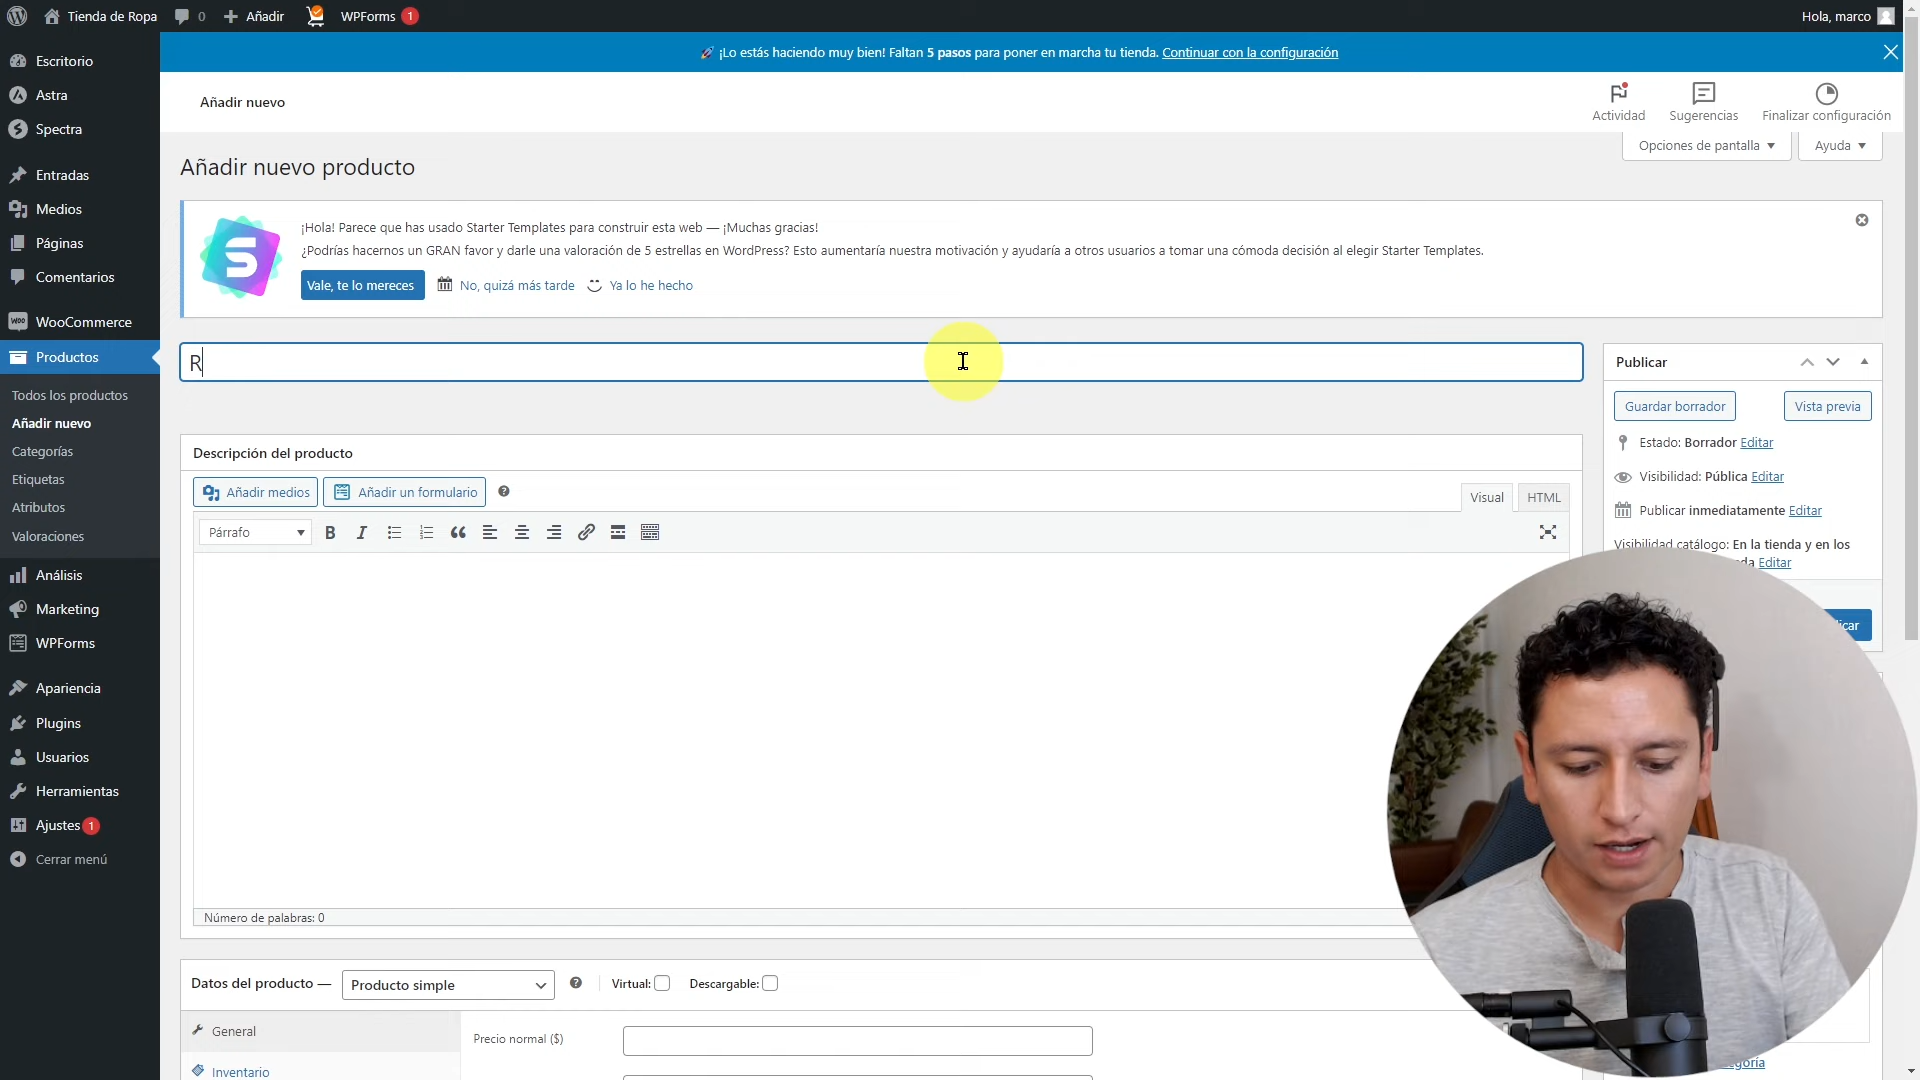 Tienda de Ropa
0
Añadir
WPForms 1
Hola, marco
🚀 ¡Lo estás haciendo muy bien! Faltan 5 pasos para poner en marcha tu tienda. Continuar con la configuración
Escritorio
Astra
Spectra
Entradas
Medios
Páginas
Comentarios
WooCommerce
Productos
Todos los productos
Añadir nuevo
Categorías
Etiquetas
Atributos
Valoraciones
Análisis
Marketing
WPForms
Apariencia
Plugins
Usuarios
Herramientas
Ajustes 1
Cerrar menú
Añadir nuevo
Actividad
Sugerencias
Finalizar configuración
Opciones de pantalla
Ayuda
Añadir nuevo producto
¡Hola! Parece que has usado Starter Templates para construir esta web — ¡Muchas gracias!
¿Podrías hacernos un GRAN favor y darle una valoración de 5 estrellas en WordPress? Esto aumentaría nuestra motivación y ayudaría a otros usuarios a tomar una cómoda decisión al elegir Starter Templates.
Vale, te lo mereces
No, quizá más tarde
Ya lo he hecho
R
Descripción del producto
Añadir medios
Añadir un formulario
Visual
HTML
Párrafo
Número de palabras: 0
Datos del producto —
Producto simple
Virtual:
Descargable:
General
Inventario
Precio normal ($)
Publicar
Guardar borrador
Vista previa
Estado: Borrador Editar
Visibilidad: Pública Editar
Publicar inmediatamente Editar
Visibilidad catálogo: En la tienda y en los
da Editar
icar
egoría